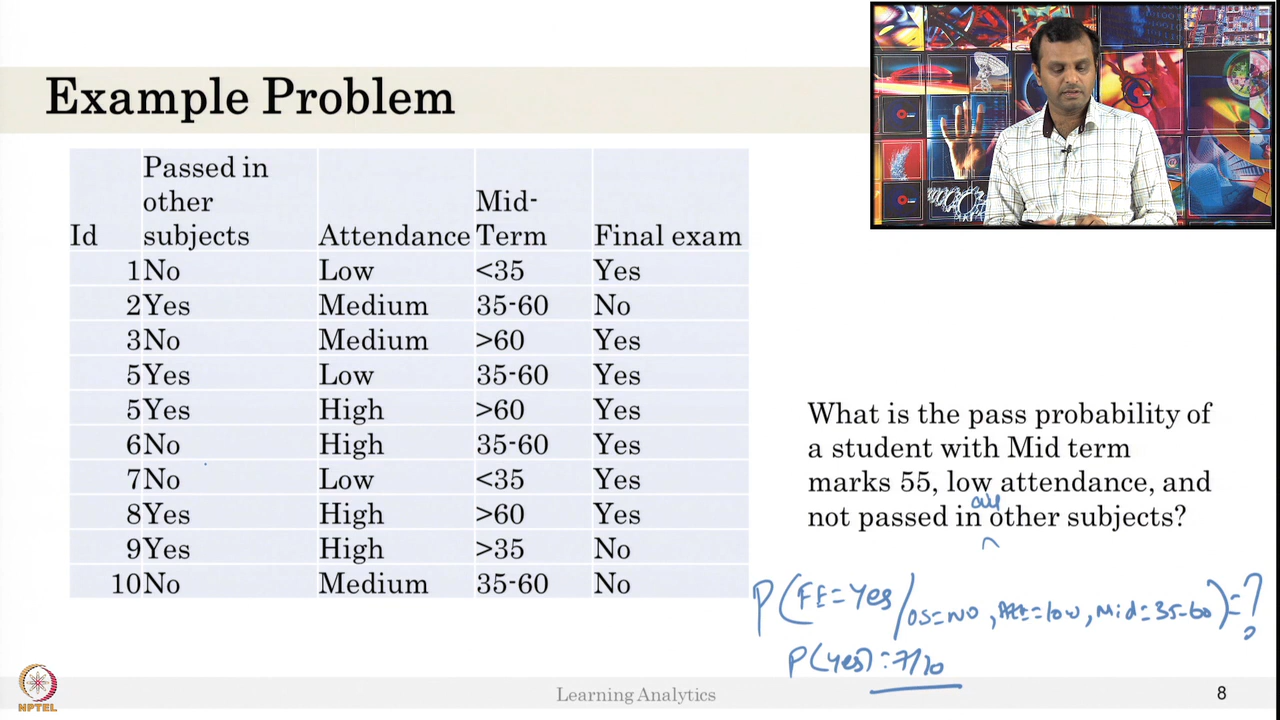 Example Problem
Id Passed in other subjects Attendance Mid-Term Final exam
1 No Low <35 Yes
2 Yes Medium 35-60 No
3 No Medium >60 Yes
5 Yes Low 35-60 Yes
5 Yes High >60 Yes
6 No High 35-60 Yes
7 No Low <35 Yes
8 Yes High >60 Yes
9 Yes High >35 No
10 No Medium 35-60 No
What is the pass probability of
a student with Mid term
marks 55, low attendance, and
all
not passed in other subjects?
P(FE=Yes/OS=NO, Att=low, Mid=35-60)=?
P(yes)=7/10
NPTEL
Learning Analytics
8